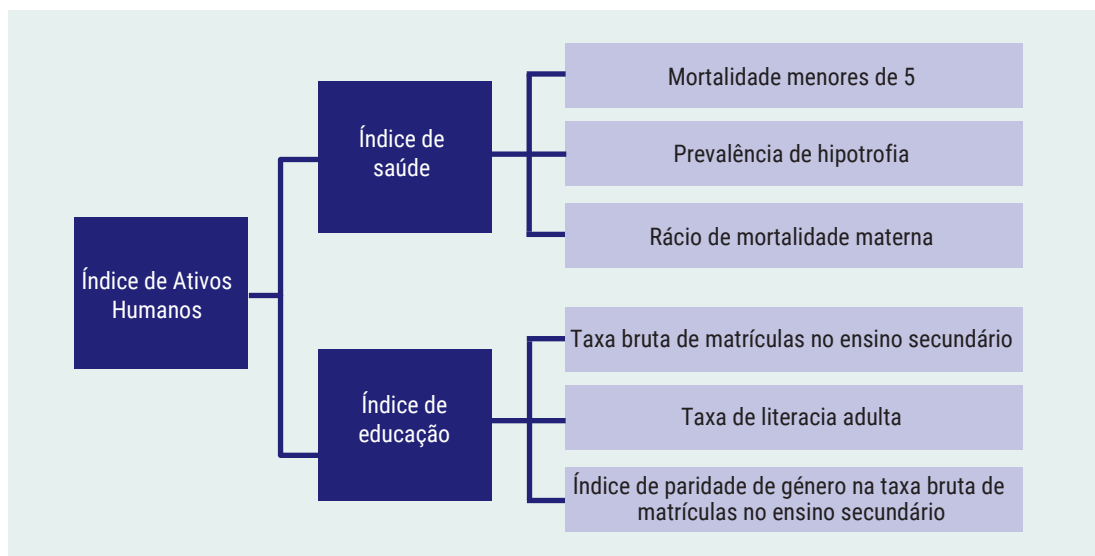 Índice de Ativos
Humanos
Índice de
saúde
Mortalidade menores de 5
Prevalência de hipotrofia
Rácio de mortalidade materna
Índice de
educação
Taxa bruta de matrículas no ensino secundário
Taxa de literacia adulta
Índice de paridade de género na taxa bruta de
matrículas no ensino secundário